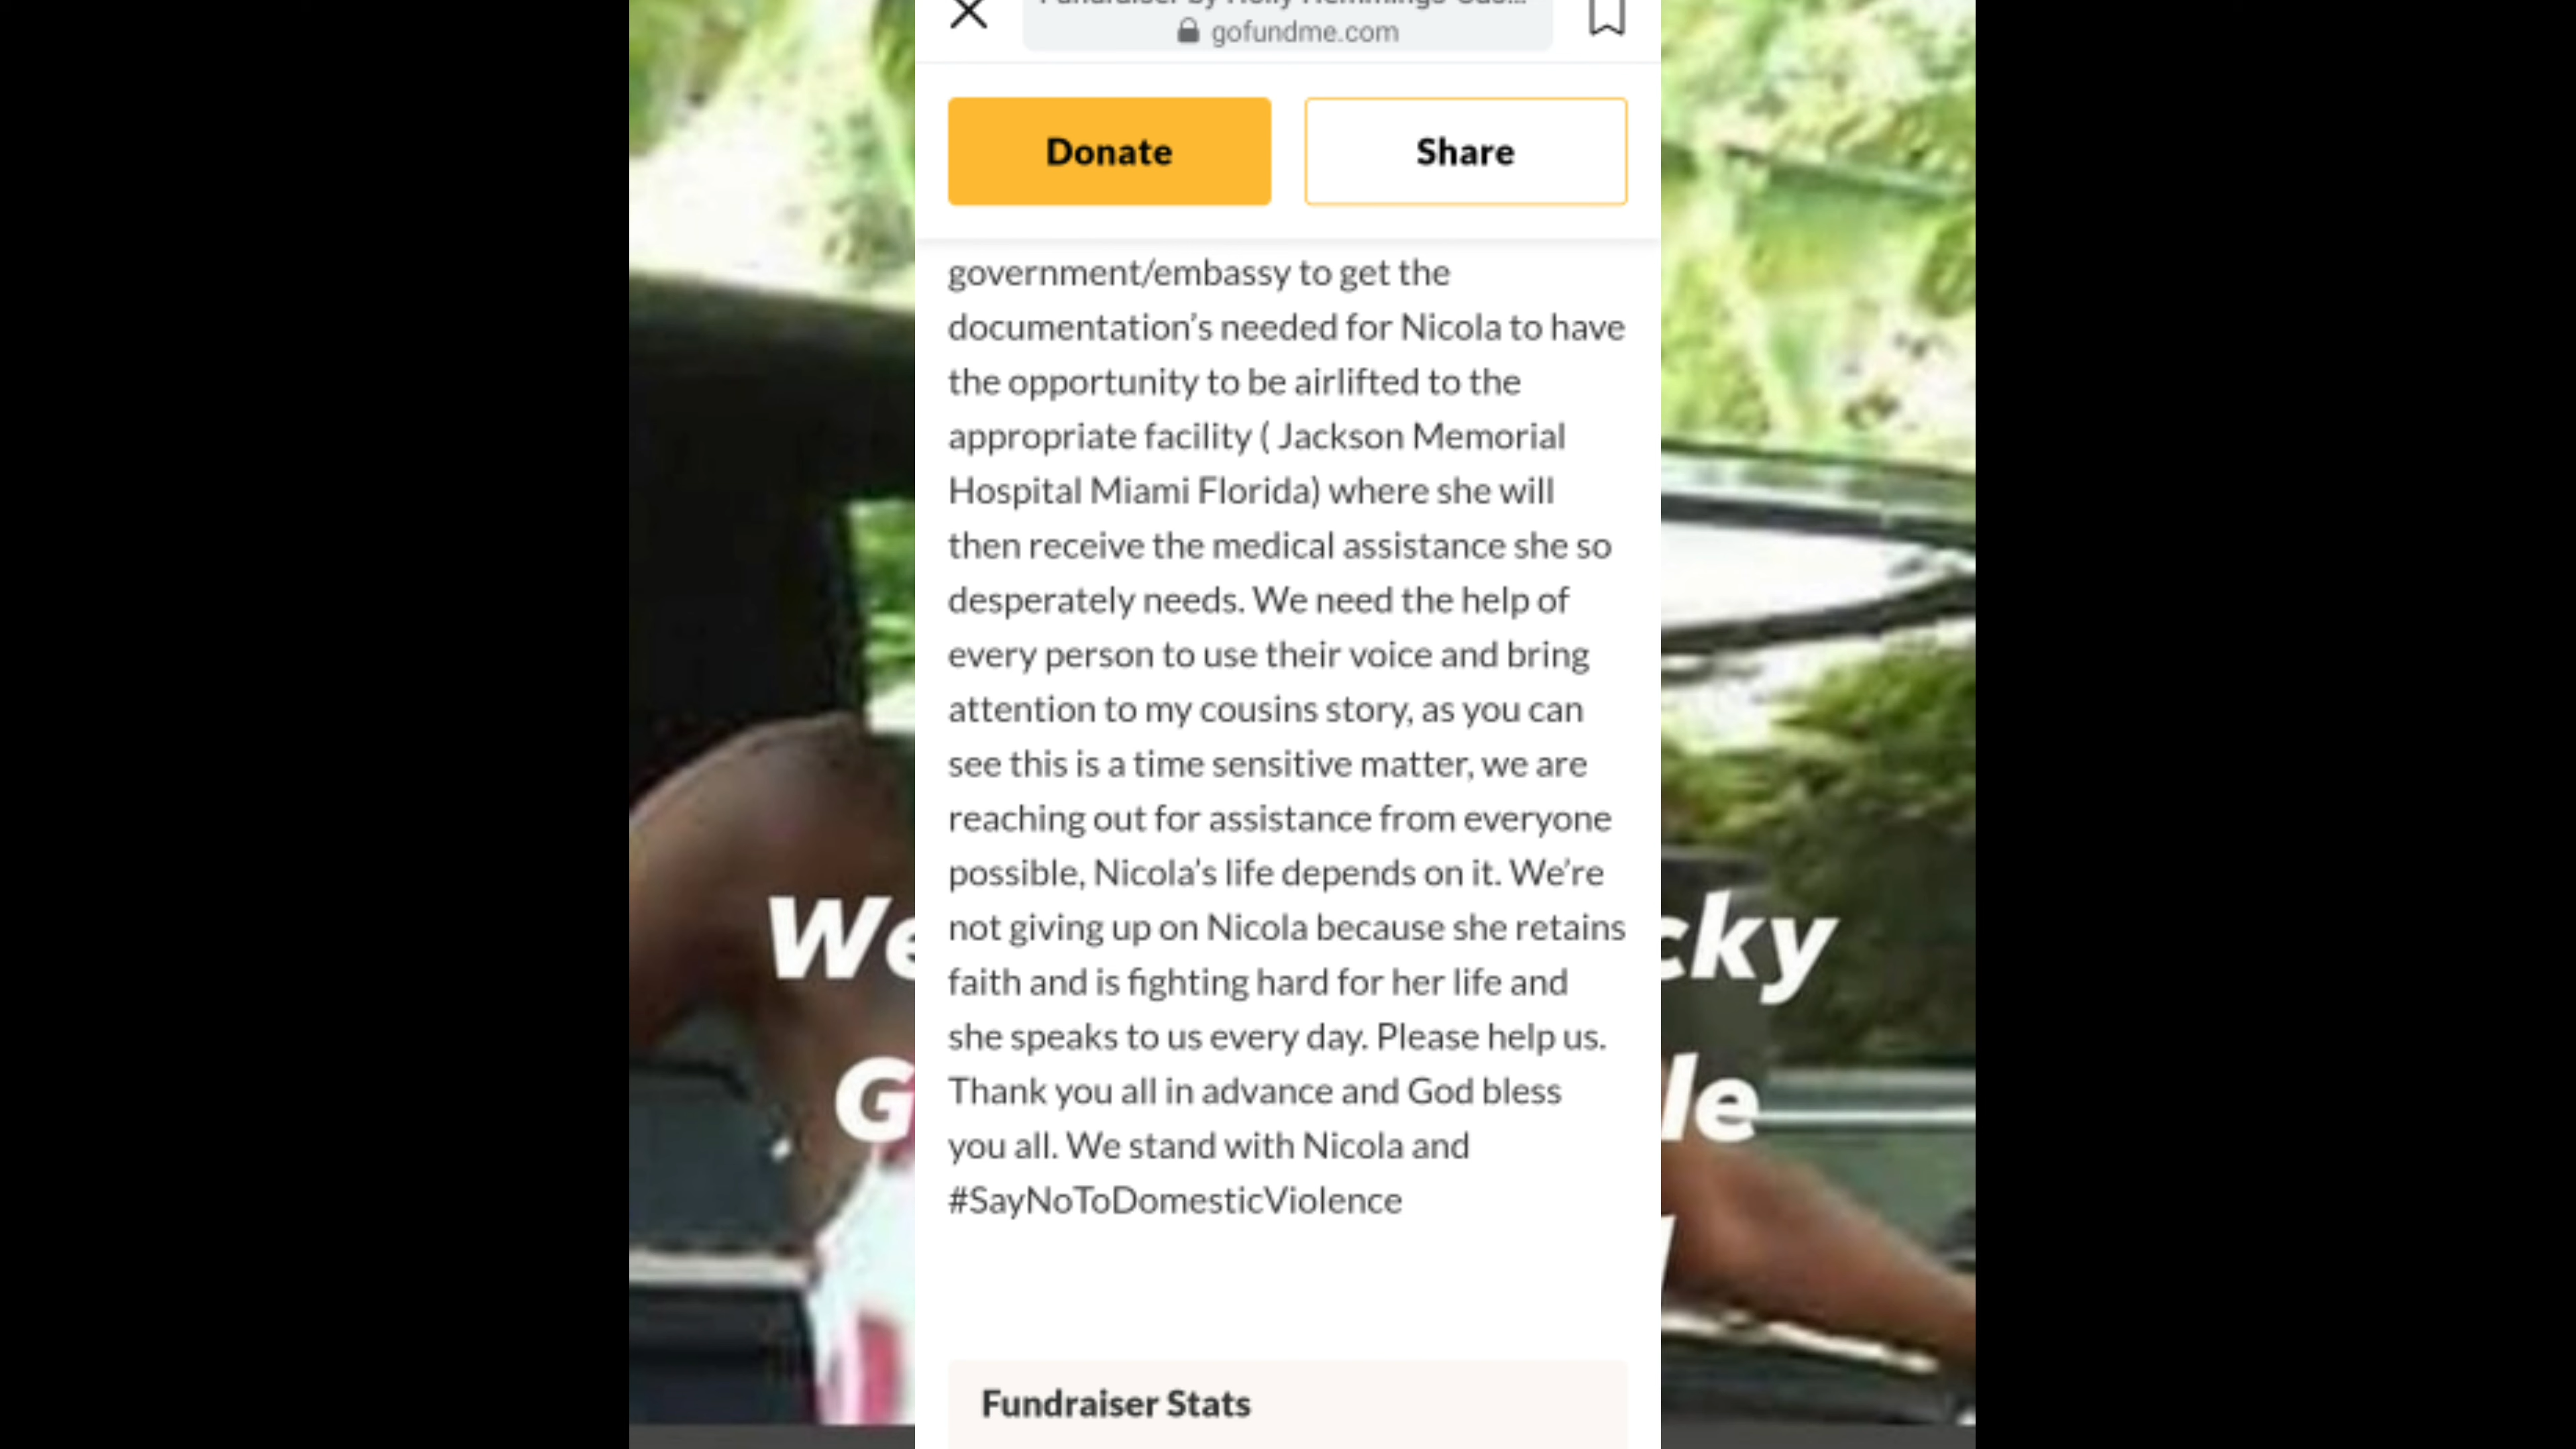 gofundme.com
Donate
Share
government/embassy to get the
documentation's needed for Nicola to have
the opportunity to be airlifted to the
appropriate facility ( Jackson Memorial
Hospital Miami Florida) where she will
then receive the medical assistance she so
desperately needs. We need the help of
every person to use their voice and bring
attention to my cousins story, as you can
see this is a time sensitive matter, we are
reaching out for assistance from everyone
possible, Nicola's life depends on it. We're
not giving up on Nicola because she retains
faith and is fighting hard for her life and
she speaks to us every day. Please help us.
Thank you all in advance and God bless
you all. We stand with Nicola and
#SayNoToDomesticViolence
Fundraiser Stats